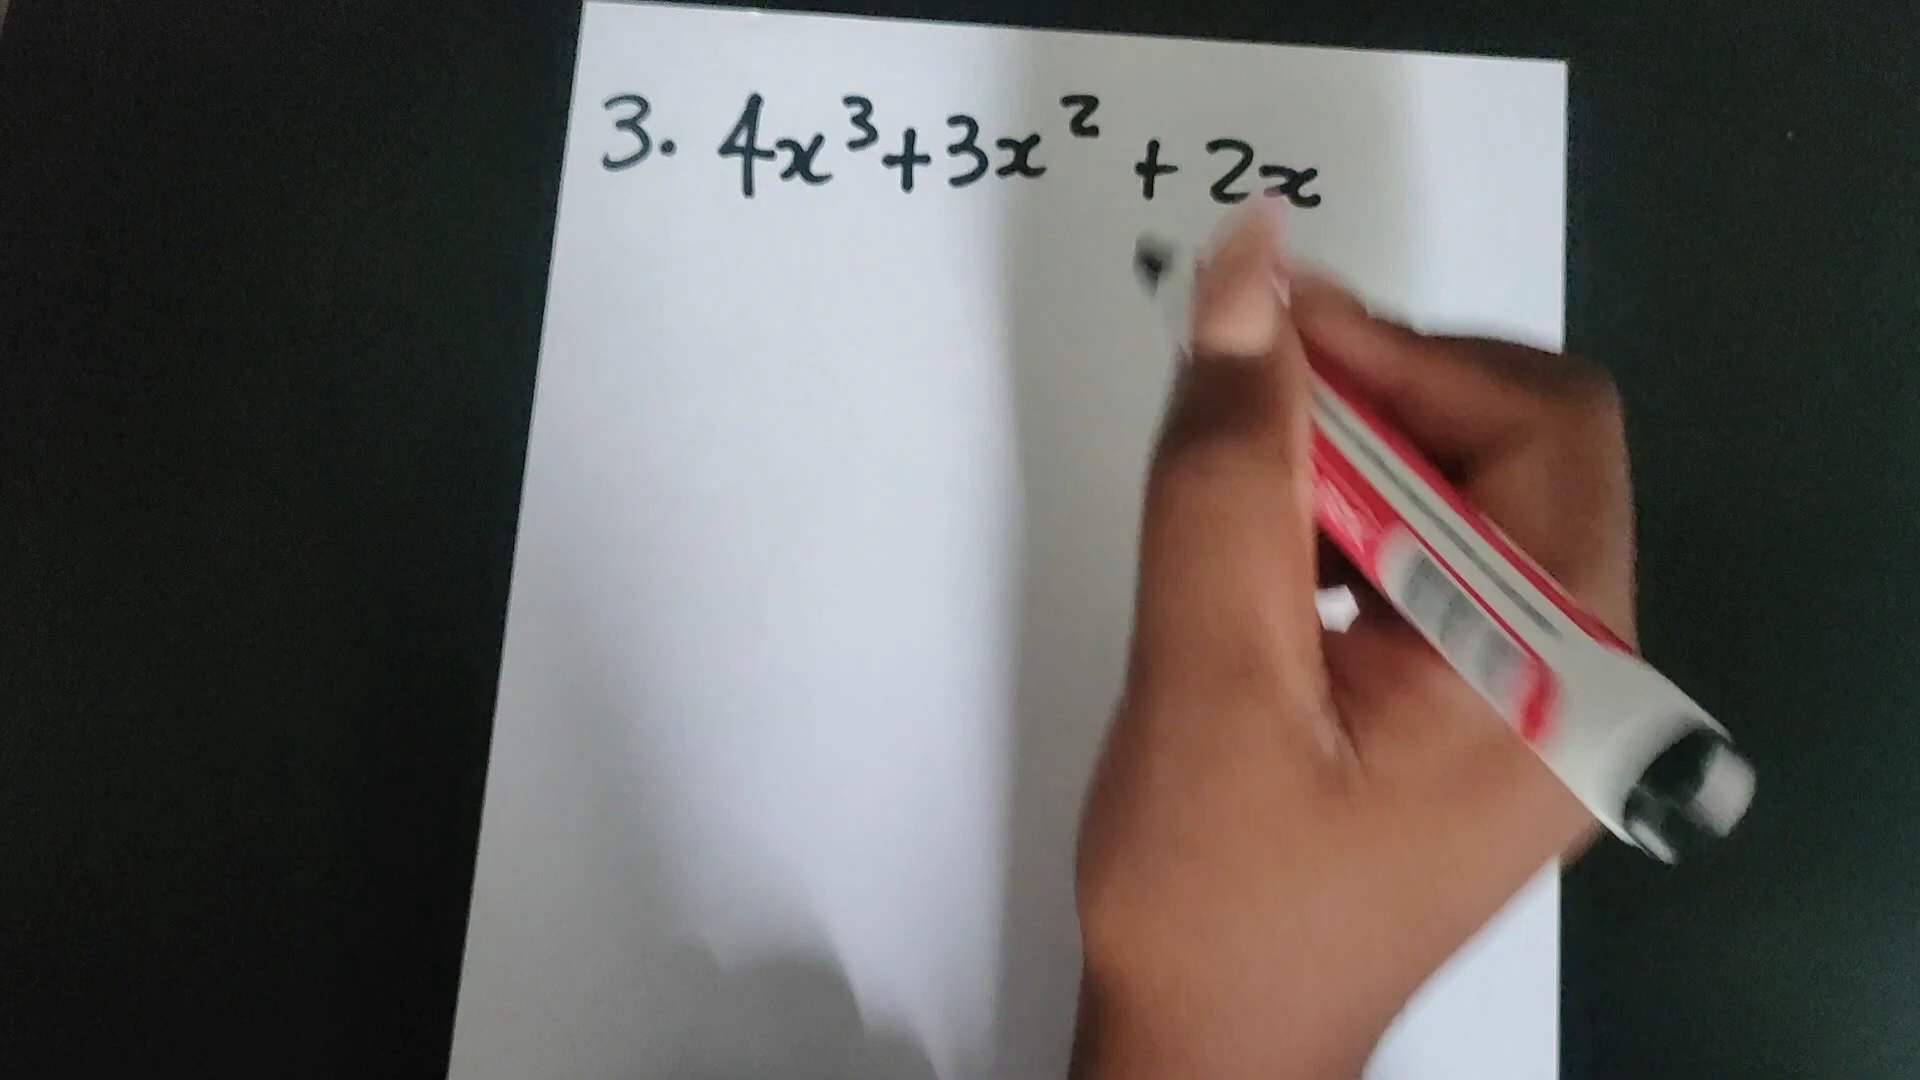 3. 4x³+3x² + 2x